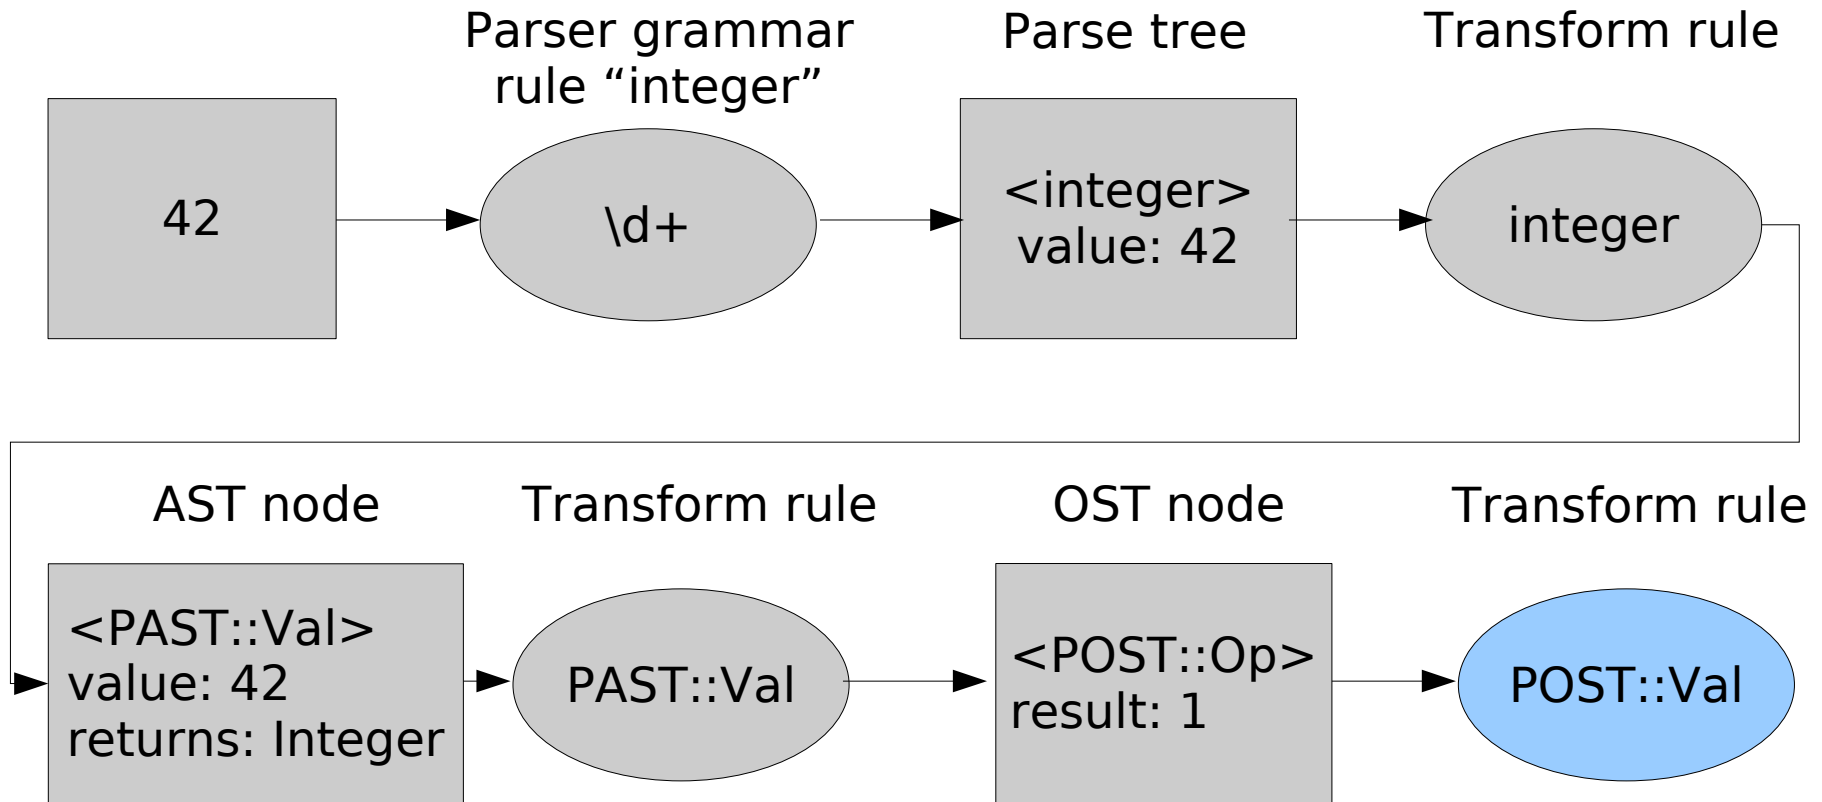 Parser grammar
rule “integer”
Parse tree
Transform rule
42
\d+
<integer>
value: 42
integer
AST node
Transform rule
OST node
Transform rule
<PAST::Val>
value: 42
returns: Integer
PAST::Val
<POST::Op>
result: 1
POST::Val